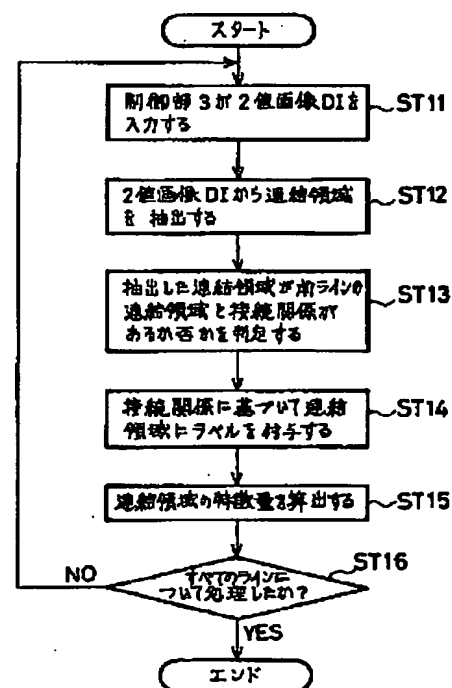 スタート
制御部3が2値画像DIを
入力する
ST11
2値画像DIから連結領域
を抽出する
ST12
抽出した連結領域が前ラインの
連結領域と接続関係が
あるか否かを判定する
ST13
接続関係に基づいて連結
領域にラベルを付与する
ST14
連結領域の特徴量を算出する
ST15
すべてのラインに
ついて処理したか?
ST16
NO
YES
エンド